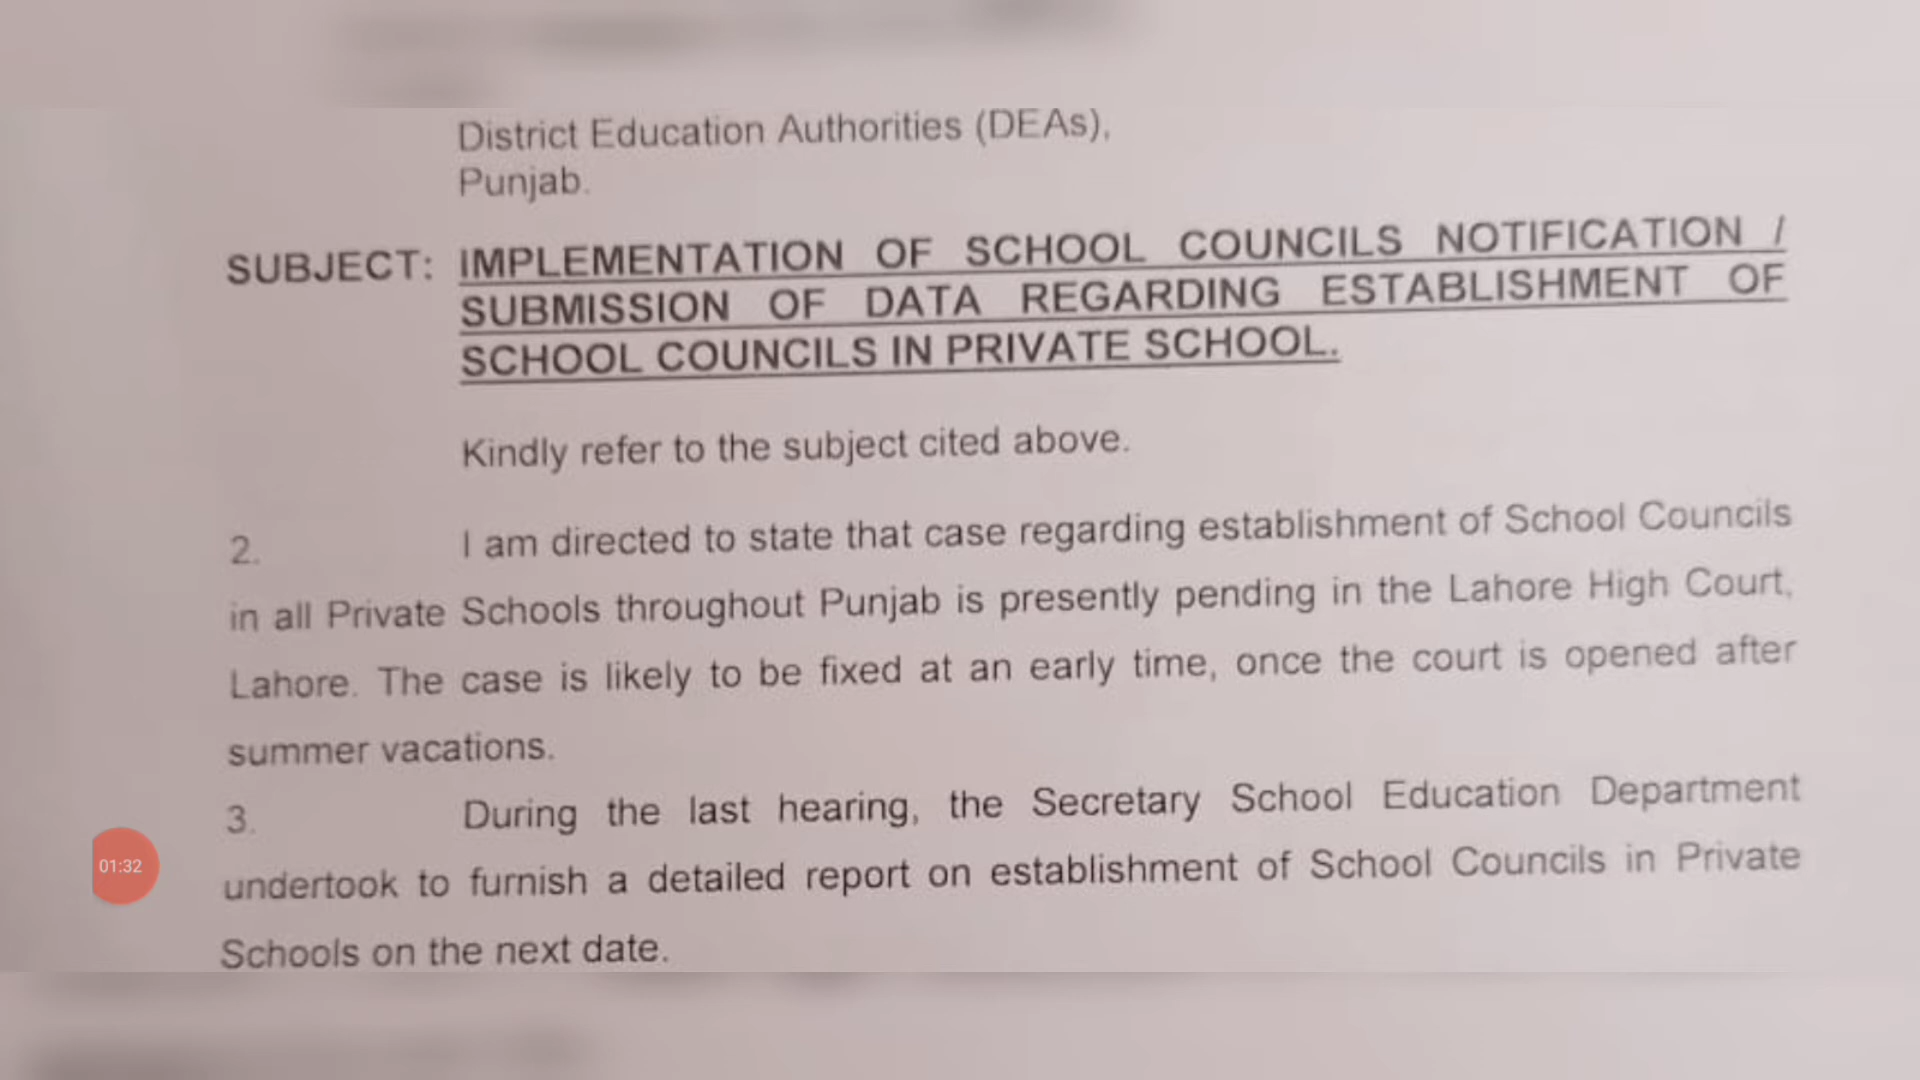 District Education Authorities (DEAs),
Punjab.
SUBJECT: IMPLEMENTATION OF SCHOOL COUNCILS NOTIFICATION /
SUBMISSION OF DATA REGARDING ESTABLISHMENT OF
SCHOOL COUNCILS IN PRIVATE SCHOOL.
Kindly refer to the subject cited above.
2. I am directed to state that case regarding establishment of School Councils
in all Private Schools throughout Punjab is presently pending in the Lahore High Court,
Lahore. The case is likely to be fixed at an early time, once the court is opened after
summer vacations.
3. During the last hearing, the Secretary School Education Department
undertook to furnish a detailed report on establishment of School Councils in Private
Schools on the next date.
01:32